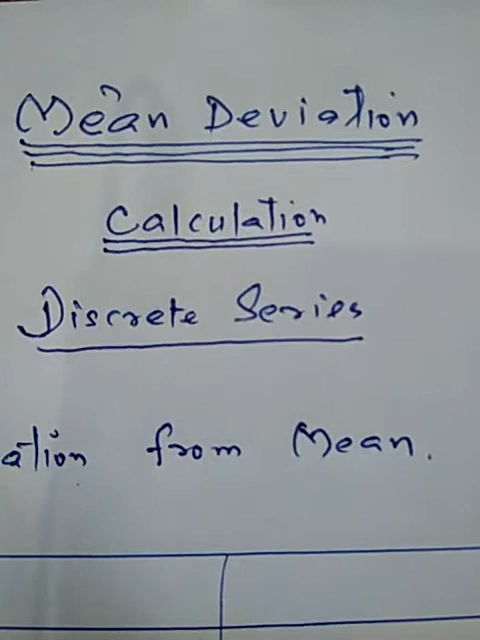 Mean Deviation
Calculation
Discrete Series
ation from Mean.